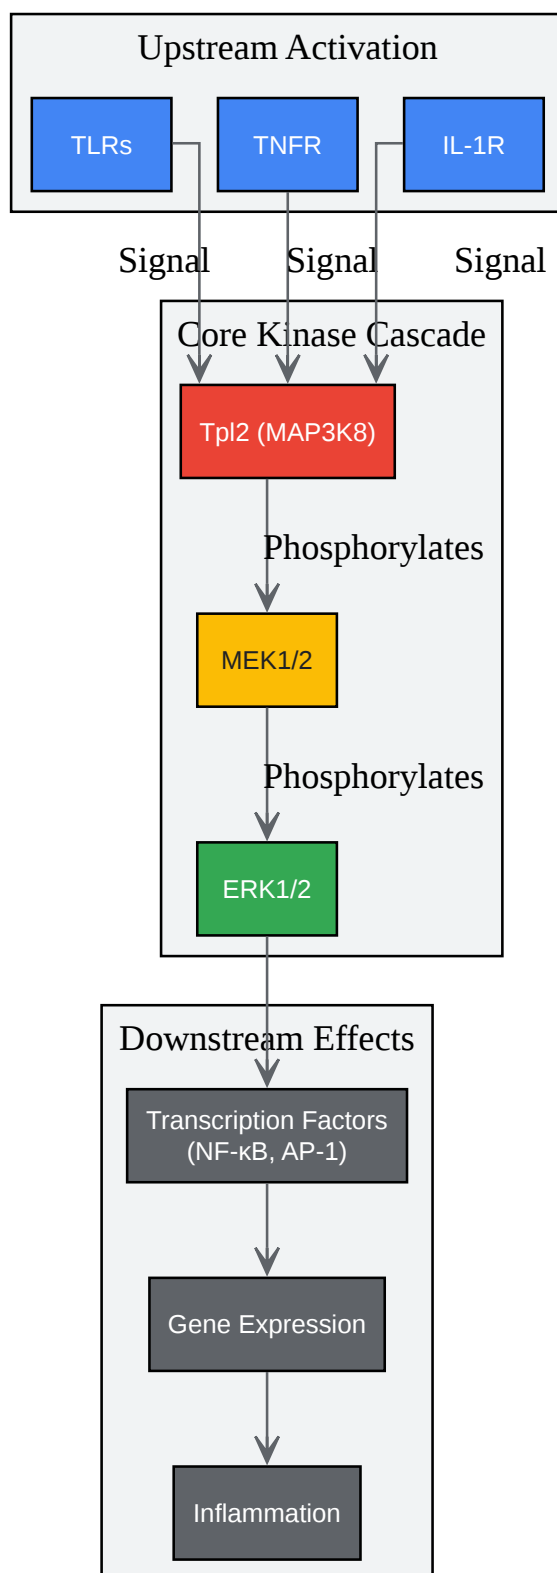 Upstream Activation
TLRs
TNFR
IL-1R
Signal
Signal
Signal
Core Kinase Cascade
Tpl2 (MAP3K8)
Phosphorylates
MEK1/2
Phosphorylates
ERK1/2
Downstream Effects
Transcription Factors
(NF-κB, AP-1)
Gene Expression
Inflammation